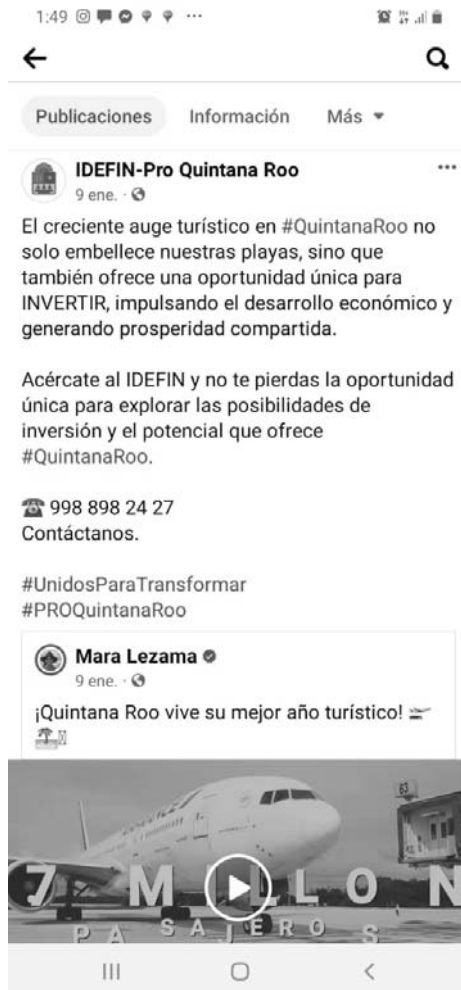 1:49
Publicaciones Información Más
IDEFIN-Pro Quintana Roo
9 ene. ·
El creciente auge turístico en #QuintanaRoo no
solo embellece nuestras playas, sino que
también ofrece una oportunidad única para
INVERTIR, impulsando el desarrollo económico y
generando prosperidad compartida.
Acércate al IDEFIN y no te pierdas la oportunidad
única para explorar las posibilidades de
inversión y el potencial que ofrece
#QuintanaRoo.
☎ 998 898 24 27
Contáctanos.
#UnidosParaTransformar
#PROQuintanaRoo
Mara Lezama
9 ene. ·
¡Quintana Roo vive su mejor año turístico!
63
7 MILLON
PASAJEROS